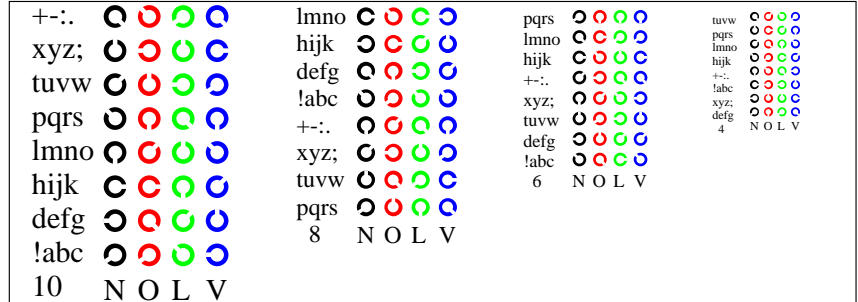 +-:.
xyz;
tuvw
pqrs
lmno
hijk
defg
!abc
10 N O L V
lmno
hijk
defg
!abc
+-:.
xyz;
tuvw
pqrs
8 N O L V
pqrs
lmno
hijk
+-:.
xyz;
tuvw
defg
!abc
6 N O L V
tuvw
pqrs
lmno
hijk
+-:.
!abc
xyz;
defg
4 N O L V